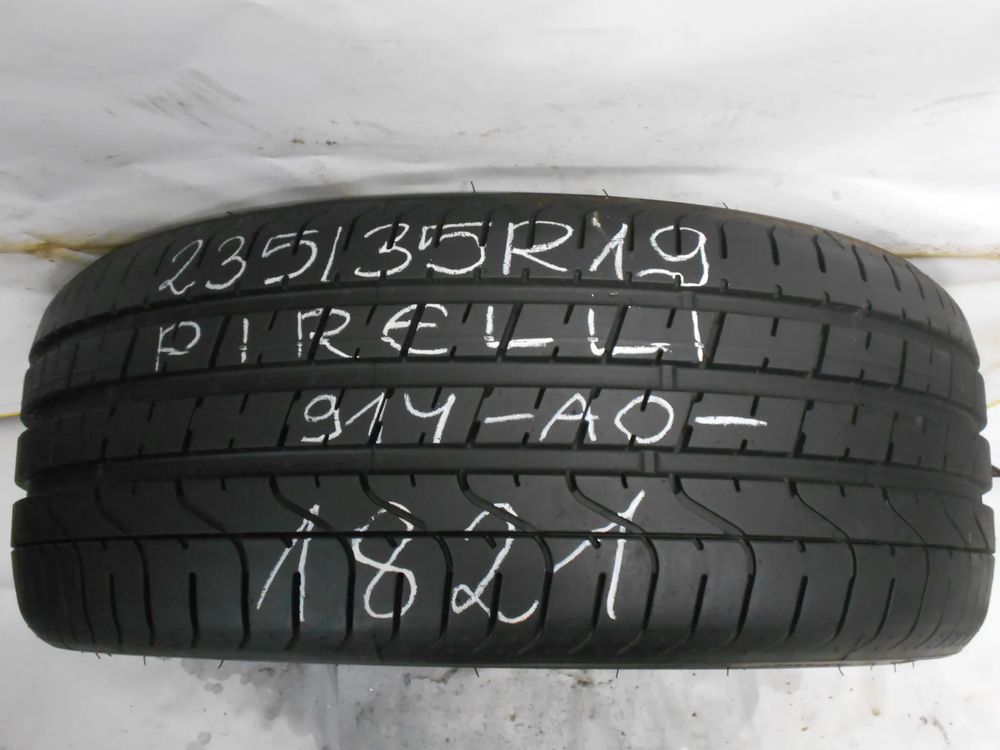 235/35R19
PIRELLI
91Y-AO-
1821